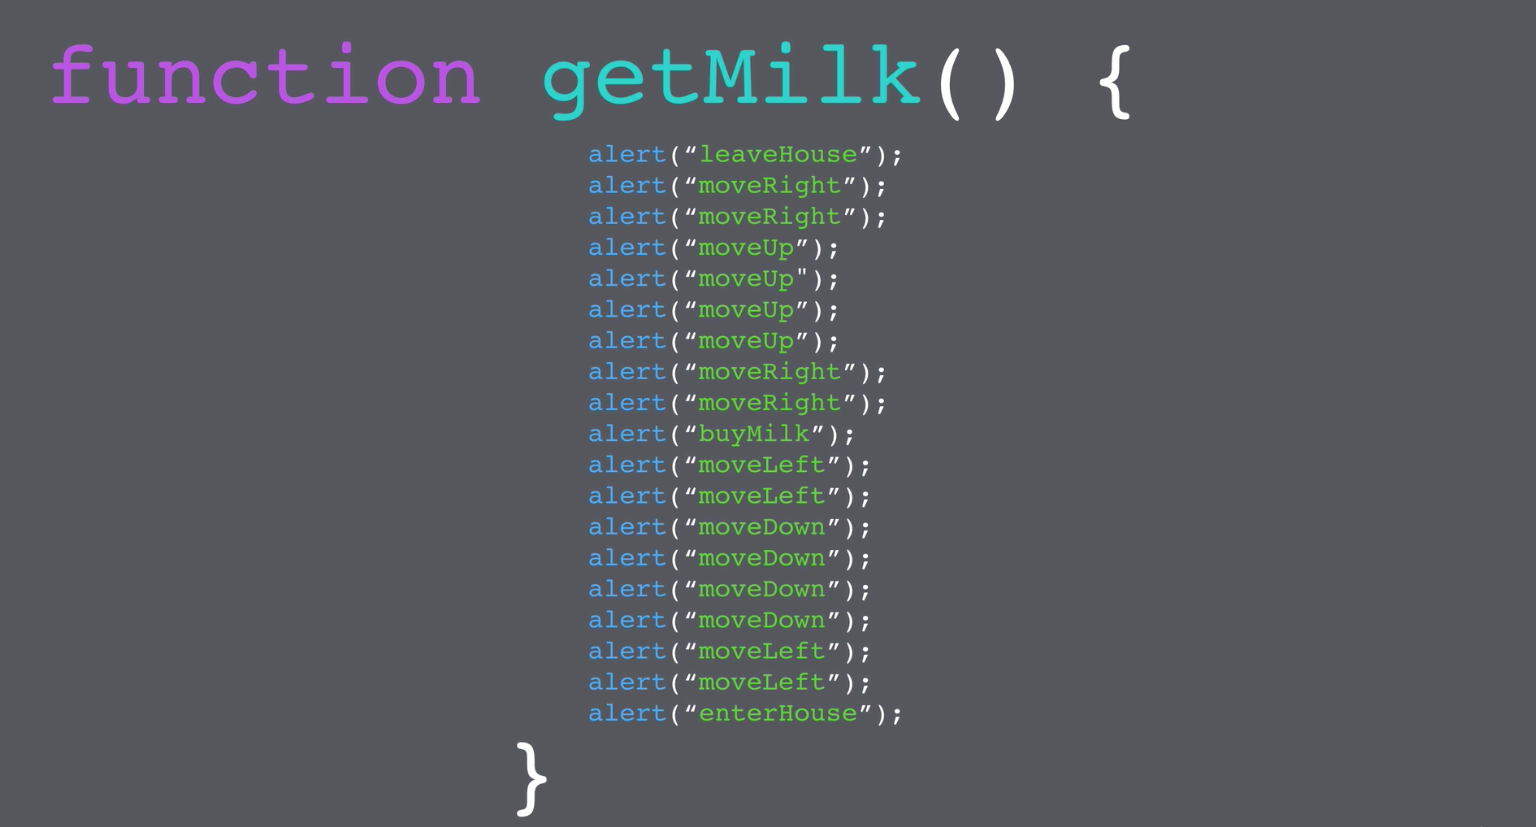 function getMilk() {
alert(“leaveHouse”);
alert(“moveRight”);
alert(“moveRight”);
alert(“moveUp”);
alert(“moveUp");
alert(“moveUp”);
alert(“moveUp”);
alert(“moveRight”);
alert(“moveRight”);
alert(“buyMilk”);
alert(“moveLeft”);
alert(“moveLeft”);
alert(“moveDown”);
alert(“moveDown”);
alert(“moveDown”);
alert(“moveDown”);
alert(“moveLeft”);
alert(“moveLeft”);
alert(“enterHouse”);
}